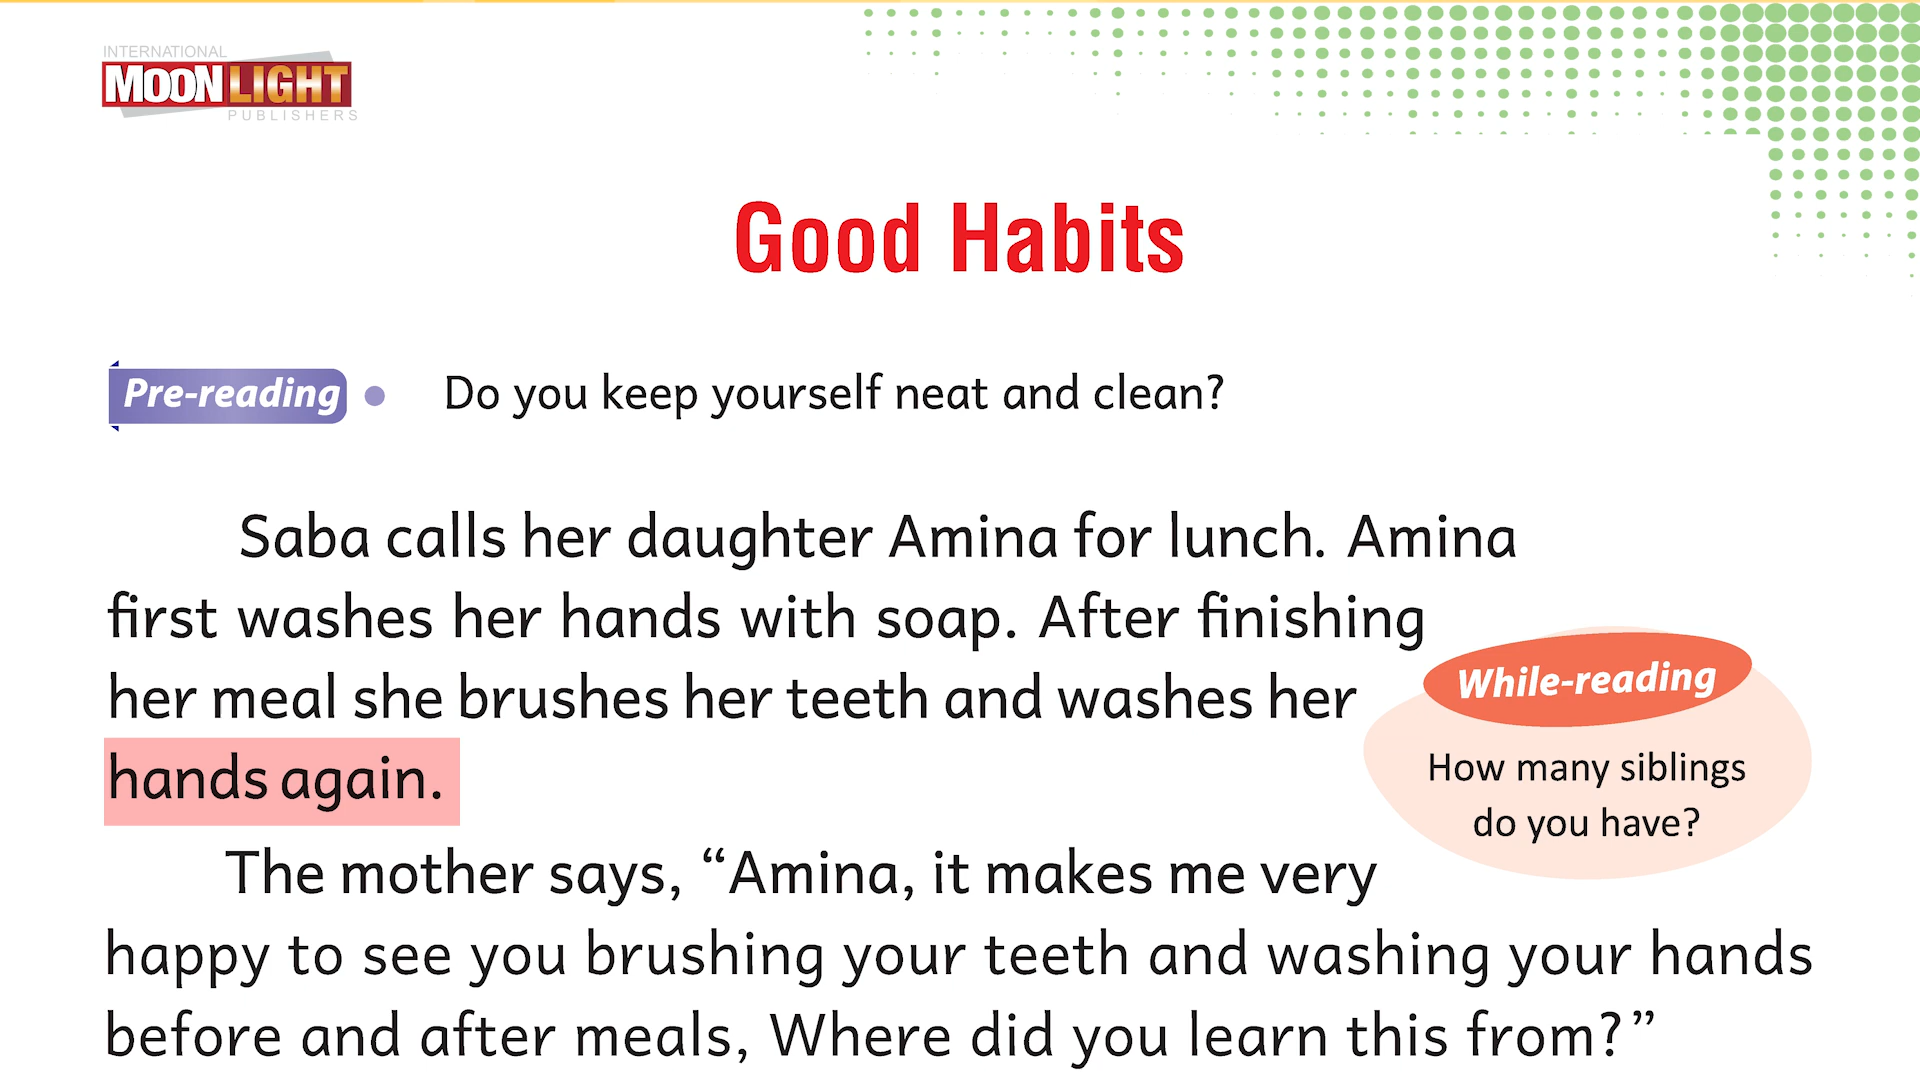 INTERNATIONAL
MOONLIGHT
PUBLISHERS
Good Habits
Pre-reading
Do you keep yourself neat and clean?
Saba calls her daughter Amina for lunch. Amina
first washes her hands with soap. After finishing
her meal she brushes her teeth and washes her
hands again.
While-reading
How many siblings
do you have?
The mother says, “Amina, it makes me very
happy to see you brushing your teeth and washing your hands
before and after meals, Where did you learn this from?”